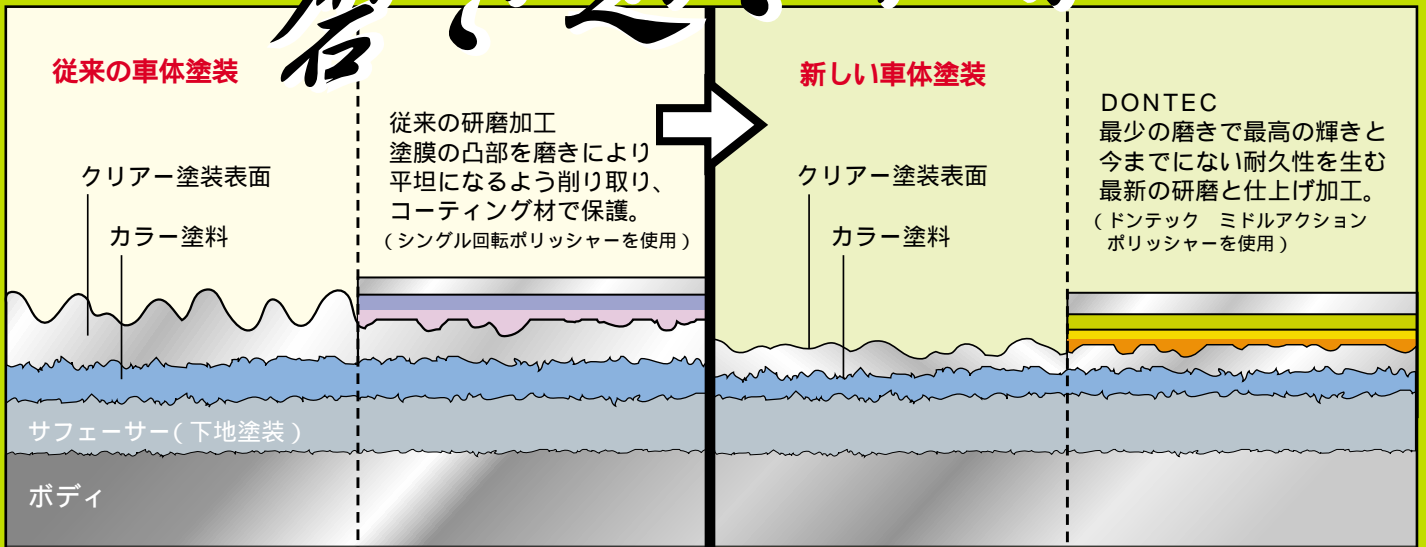 従来の車体塗装
クリアー塗装表面
カラー塗料
従来の研磨加工
塗膜の凸部を磨きにより
平坦になるよう削り取り、
コーティング材で保護。
(シングル回転ポリッシャーを使用)
サフェーサー(下地塗装)
ボディ
新しい車体塗装
クリアー塗装表面
カラー塗料
DONTEC
最少の磨きで最高の輝きと
今までにない耐久性を生む
最新の研磨と仕上げ加工。
(ドンテック ミドルアクション
ポリッシャーを使用)